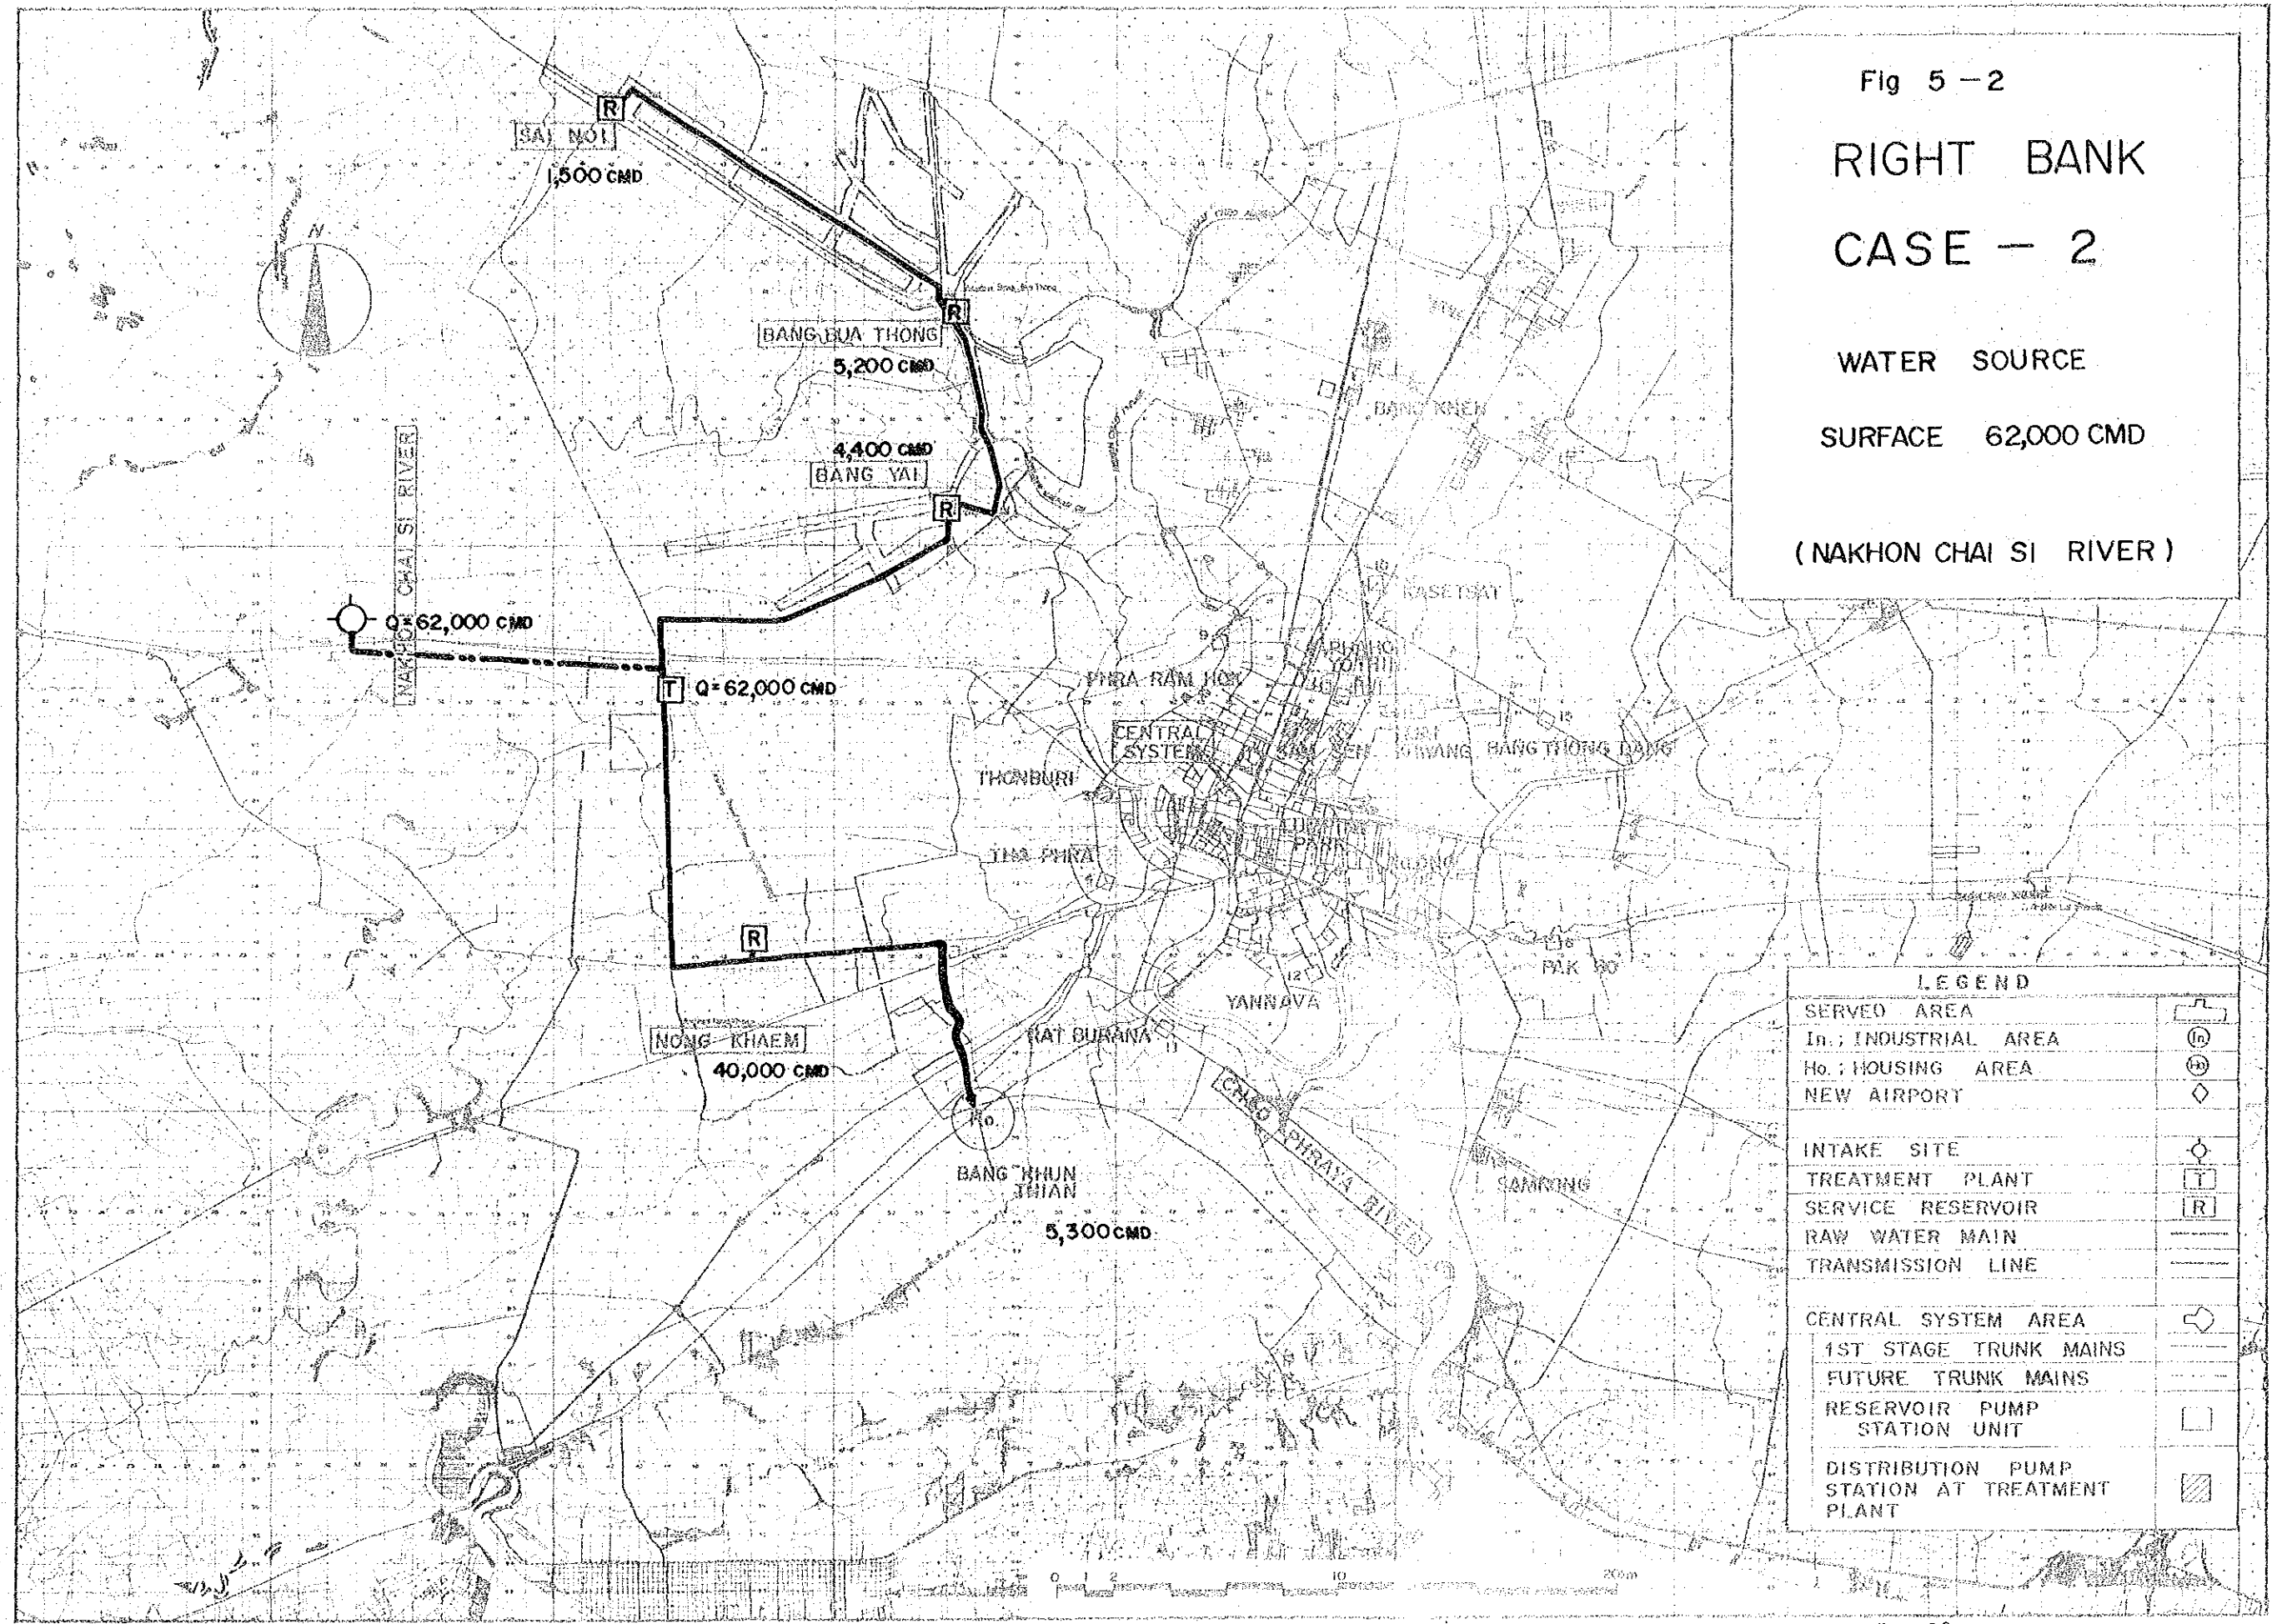 Fig 5-2
RIGHT BANK
CASE - 2
WATER SOURCE
SURFACE 62,000 CMD
(NAKHON CHAI SI RIVER)
R
SAI NOI
1,500 CMD
N
R
BANG BUA THONG
5,200 CMD
4,400 CMD
BANG YAI
R
BANG KHEN
NAKHON CHAI SI RIVER
Q=62,000 CMD
KASETSAT
9
T
Q=62,000 CMD
PHRA RAM HOK
CENTRAL
SYSTEM
BANG THONG DANG
THONBURI
THA PHRA
R
PAK
12
YANNAVA
NONG KHAEM
RAT BURANA
40,000 CMD
Ho.
CHAO PHRAYA RIVER
BANG KHUN
THIAN
SAMRONG
5,300 CMD
LEGEND
SERVED AREA
In.; INDUSTRIAL AREA
In
Ho.; HOUSING AREA
Ho
NEW AIRPORT
INTAKE SITE
TREATMENT PLANT
T
SERVICE RESERVOIR
R
RAW WATER MAIN
TRANSMISSION LINE
CENTRAL SYSTEM AREA
1ST STAGE TRUNK MAINS
FUTURE TRUNK MAINS
RESERVOIR PUMP
STATION UNIT
DISTRIBUTION PUMP
STATION AT TREATMENT
PLANT
0 1 2 10